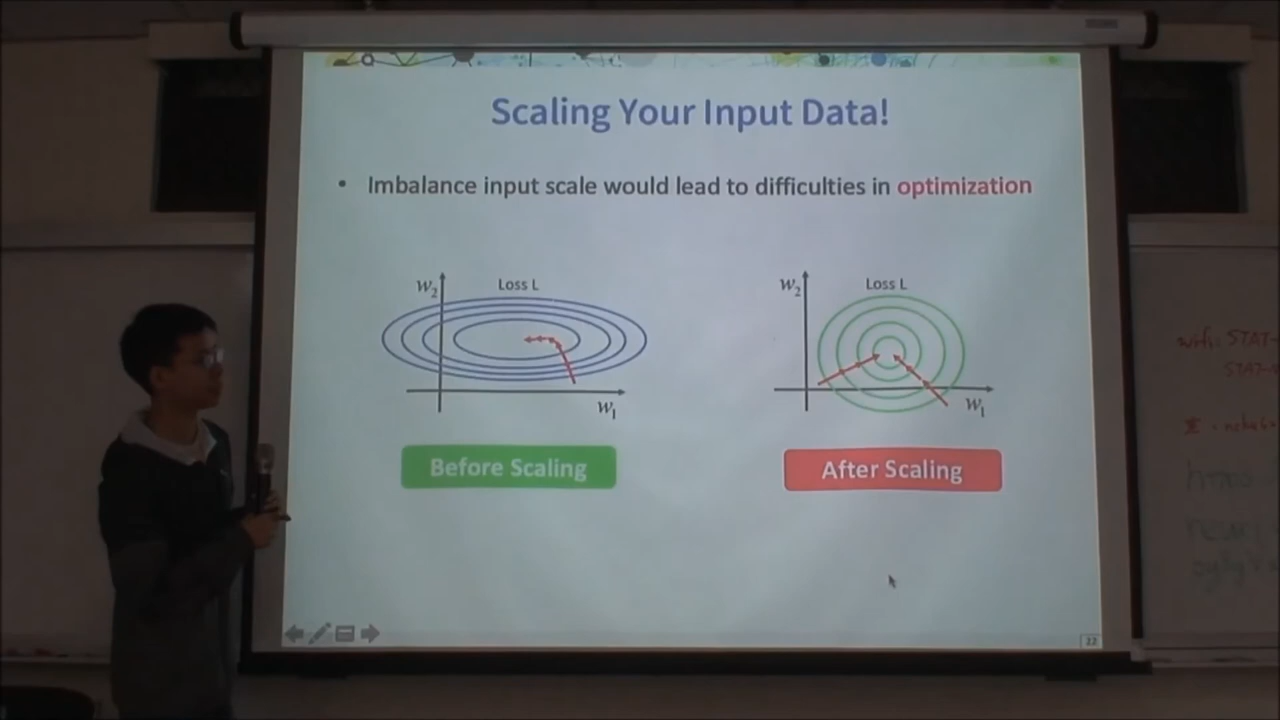 Scaling Your Input Data!
• Imbalance input scale would lead to difficulties in optimization
w2
Loss L
w1
Before Scaling
w2
Loss L
w1
After Scaling
22
STAT-